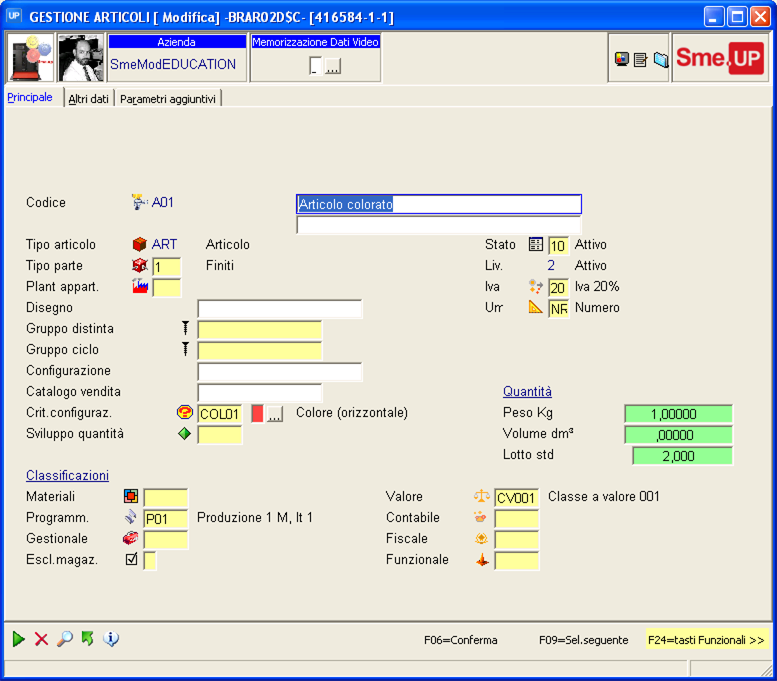 UP GESTIONE ARTICOLI [ Modifica] -BRAR02D$C- [416584-1-1]
Azienda
SmeModEDUCATION
Memorizzazione Dati Video
_ ...
Sme.UP
Principale Altri dati Parametri aggiuntivi
Codice A01 Articolo colorato
Tipo articolo ART Articolo Stato 10 Attivo
Tipo parte 1 Finiti Liv. 2 Attivo
Plant appart. Iva 20 Iva 20%
Disegno Um NR Numero
Gruppo distinta
Gruppo ciclo
Configurazione
Catalogo vendita Quantità
Crit.configuraz. COL01 ... Colore (orizzontale) Peso Kg 1,00000
Sviluppo quantità Volume dm³ ,00000
Lotto std 2,000
Classificazioni
Materiali Valore CV001 Classe a valore 001
Programm. P01 Produzione 1 M, lt 1 Contabile
Gestionale Fiscale
Escl.magaz. Funzionale
F06=Conferma F09=Sel.seguente F24=tasti Funzionali >>